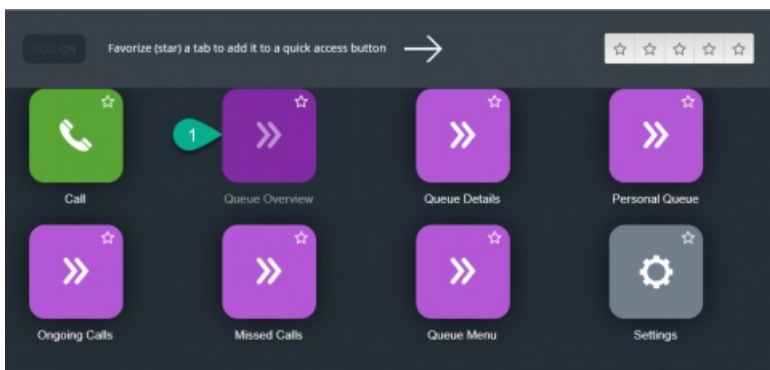 LOG ON
Favorize (star) a tab to add it to a quick access button
1
Call
Queue Overview
Queue Details
Personal Queue
Ongoing Calls
Missed Calls
Queue Menu
Settings